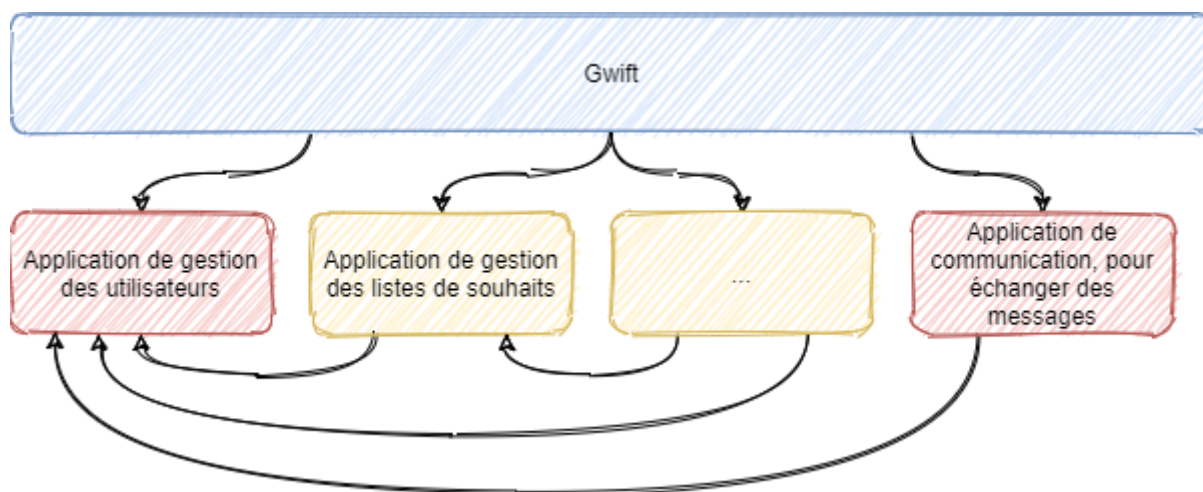 Gwift
Application de gestion
des utilisateurs
Application de gestion
des listes de souhaits
...
Application de
communication, pour
échanger des
messages